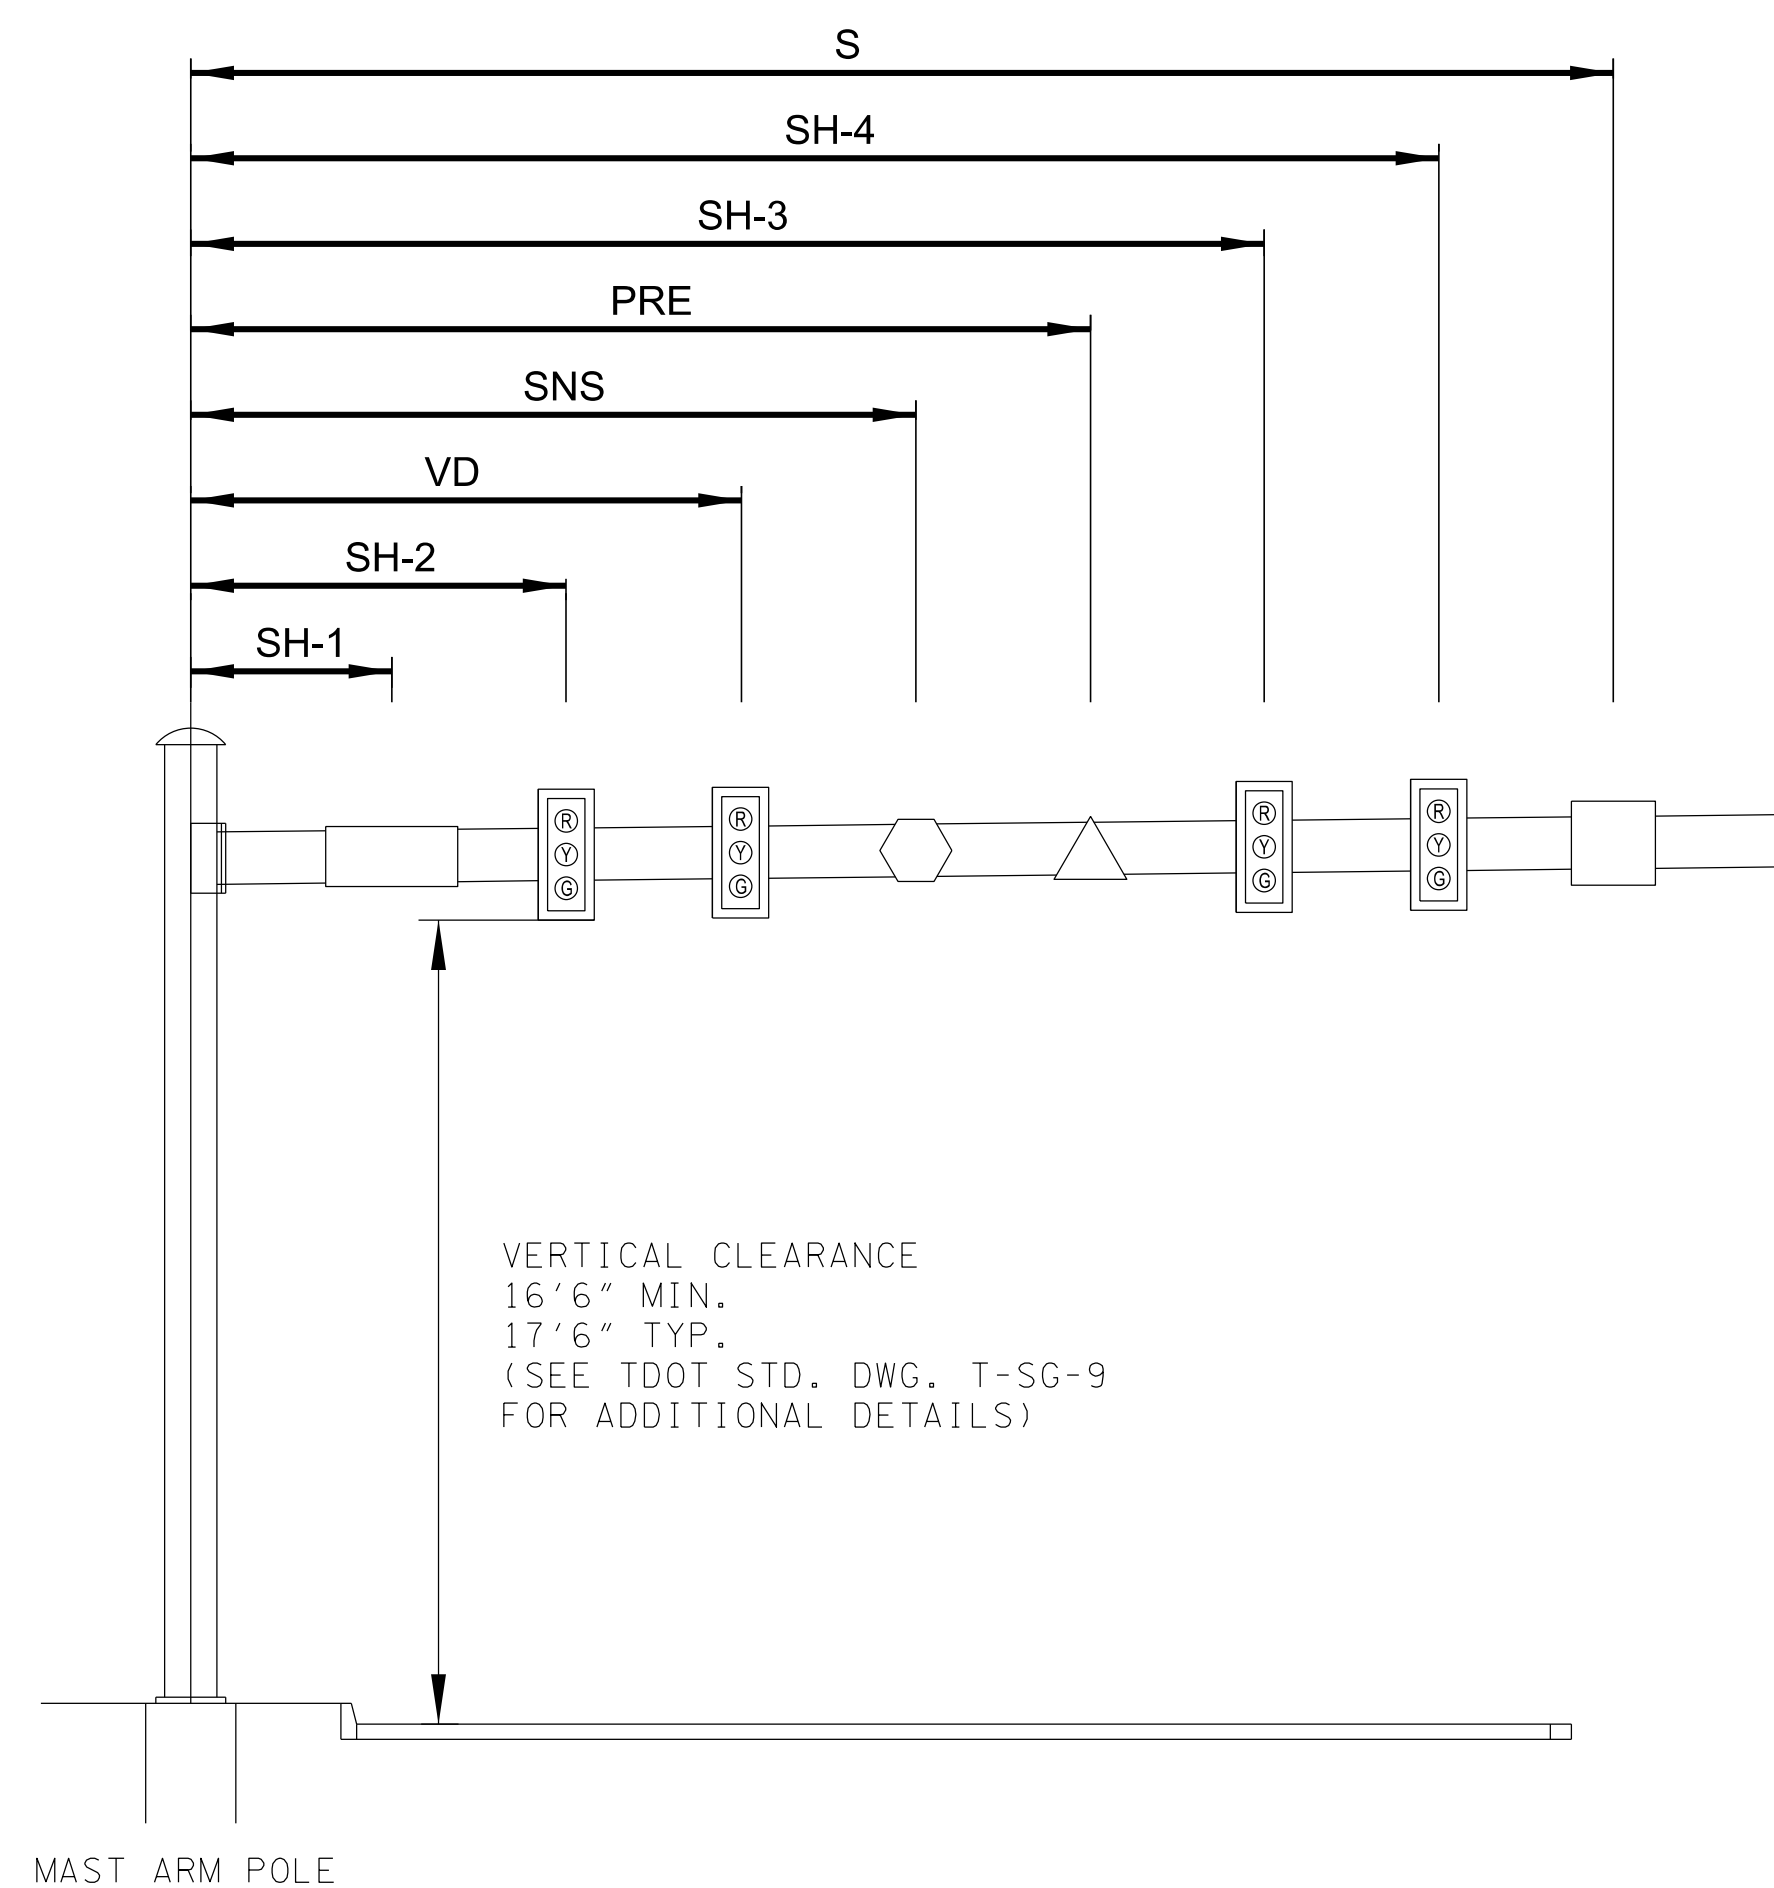 S
SH-4
SH-3
PRE
SNS
VD
SH-2
SH-1
R R R R
Y Y Y Y
G G G G
VERTICAL CLEARANCE
16'6" MIN.
17'6" TYP.
(SEE TDOT STD. DWG. T-SG-9
FOR ADDITIONAL DETAILS)
MAST ARM POLE